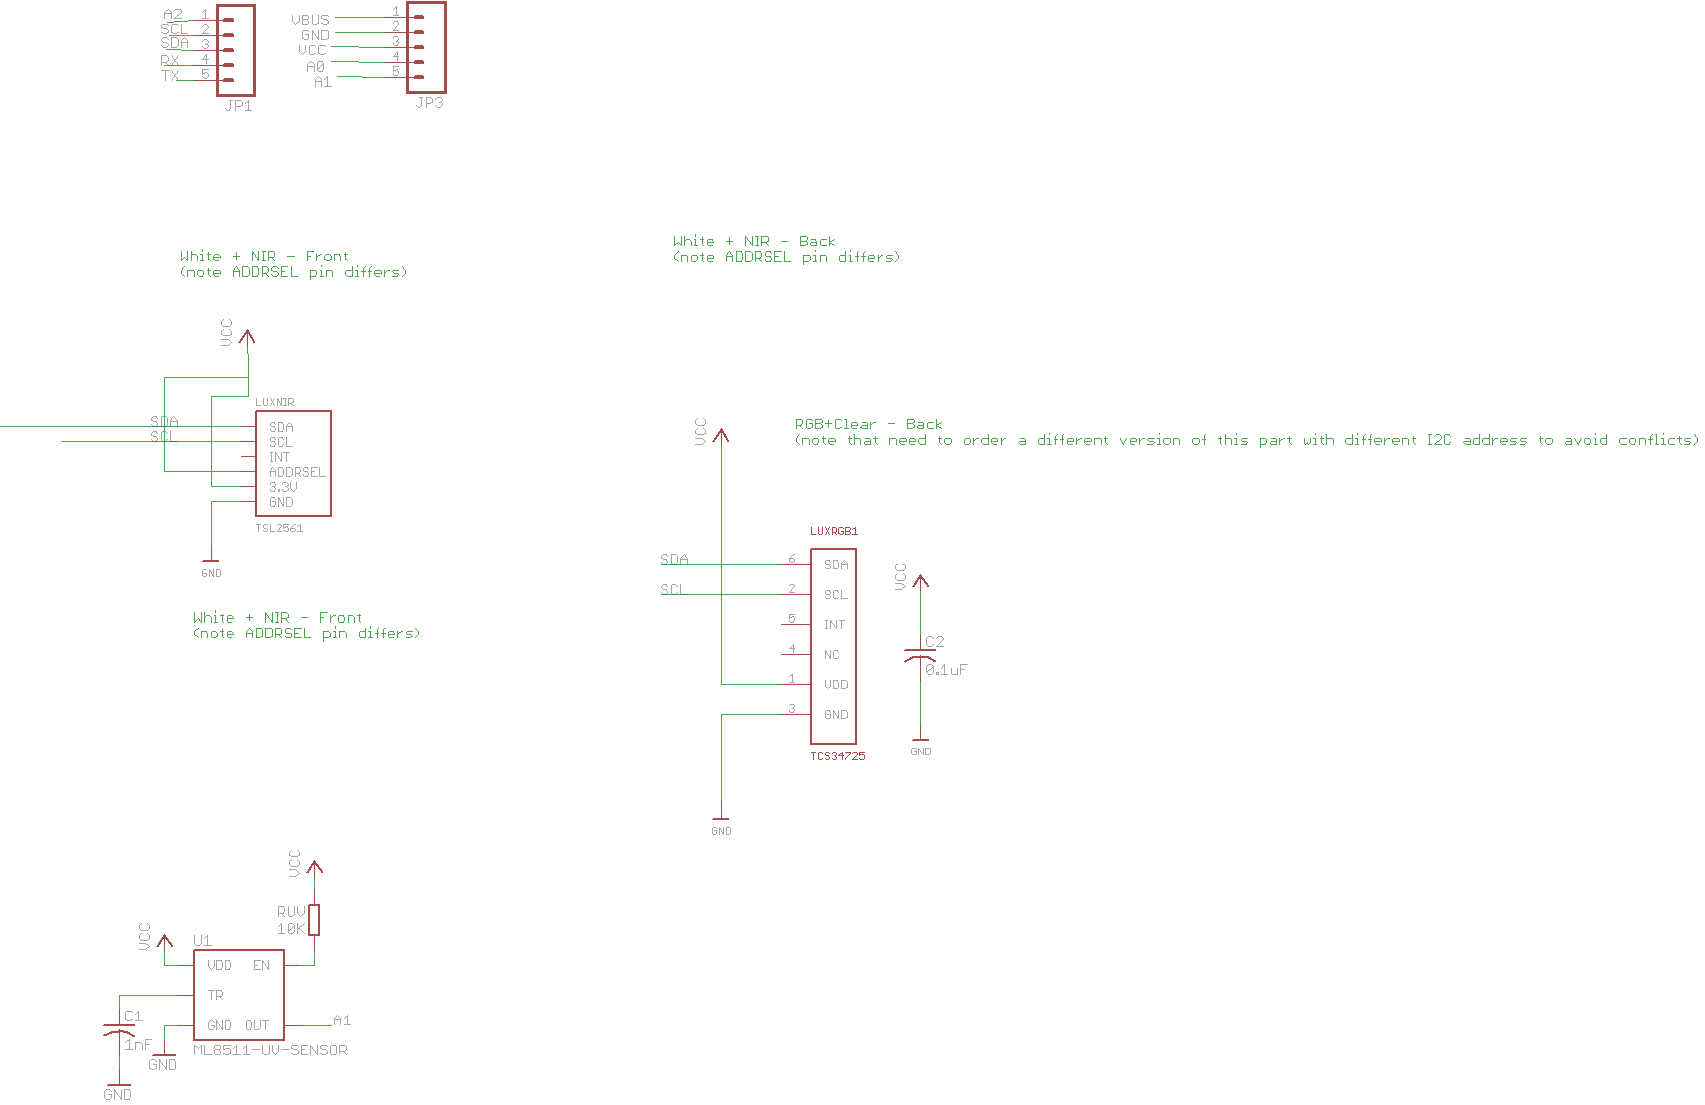 A2 1
SCL 2
SDA 3
RX 4
TX 5
JP1
VBUS 1
GND 2
VCC 3
A0 4
A1 5
JP3
White + NIR - Front
(note ADDRSEL pin differs)
White + NIR - Back
(note ADDRSEL pin differs)
VCC
LUXNIR
SDA SDA
SCL SCL
INT
ADDRSEL
3.3V
GND
TSL2561
GND
White + NIR - Front
(note ADDRSEL pin differs)
VCC
RGB+Clear - Back
(note that need to order a different version of this part with different I2C address to avoid conflicts)
LUXRGB1
SDA 6 SDA
SCL 2 SCL
5 INT
4 NC
1 VDD
3 GND
TCS34725
GND
VCC
C2
0.1uF
GND
VCC
RUV
10K
VCC
U1
VDD EN
TR
GND OUT A1
ML8511-UV-SENSOR
C1
1nF
GND
GND